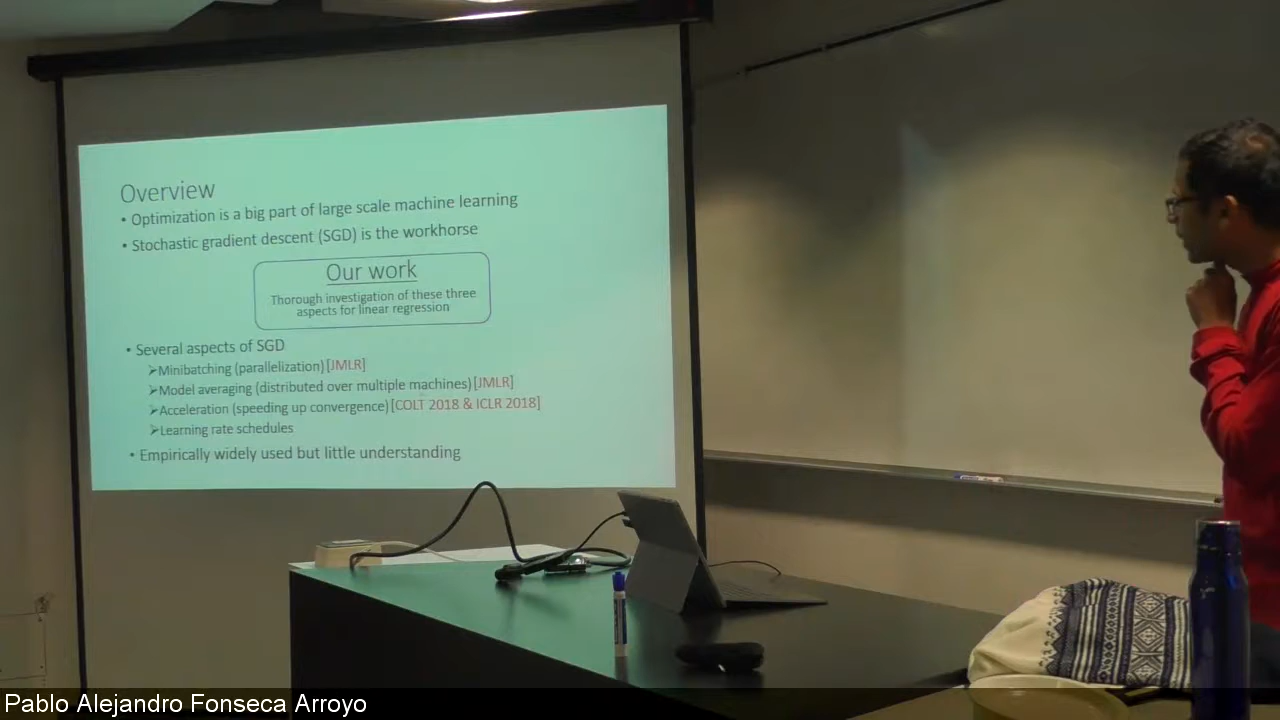 Overview
• Optimization is a big part of large scale machine learning
• Stochastic gradient descent (SGD) is the workhorse
Our work
Thorough investigation of these three
aspects for linear regression
• Several aspects of SGD
➢Minibatching (parallelization)[JMLR]
➢Model averaging (distributed over multiple machines)[JMLR]
➢Acceleration (speeding up convergence)[COLT 2018 & ICLR 2018]
➢Learning rate schedules
• Empirically widely used but little understanding
Pablo Alejandro Fonseca Arroyo